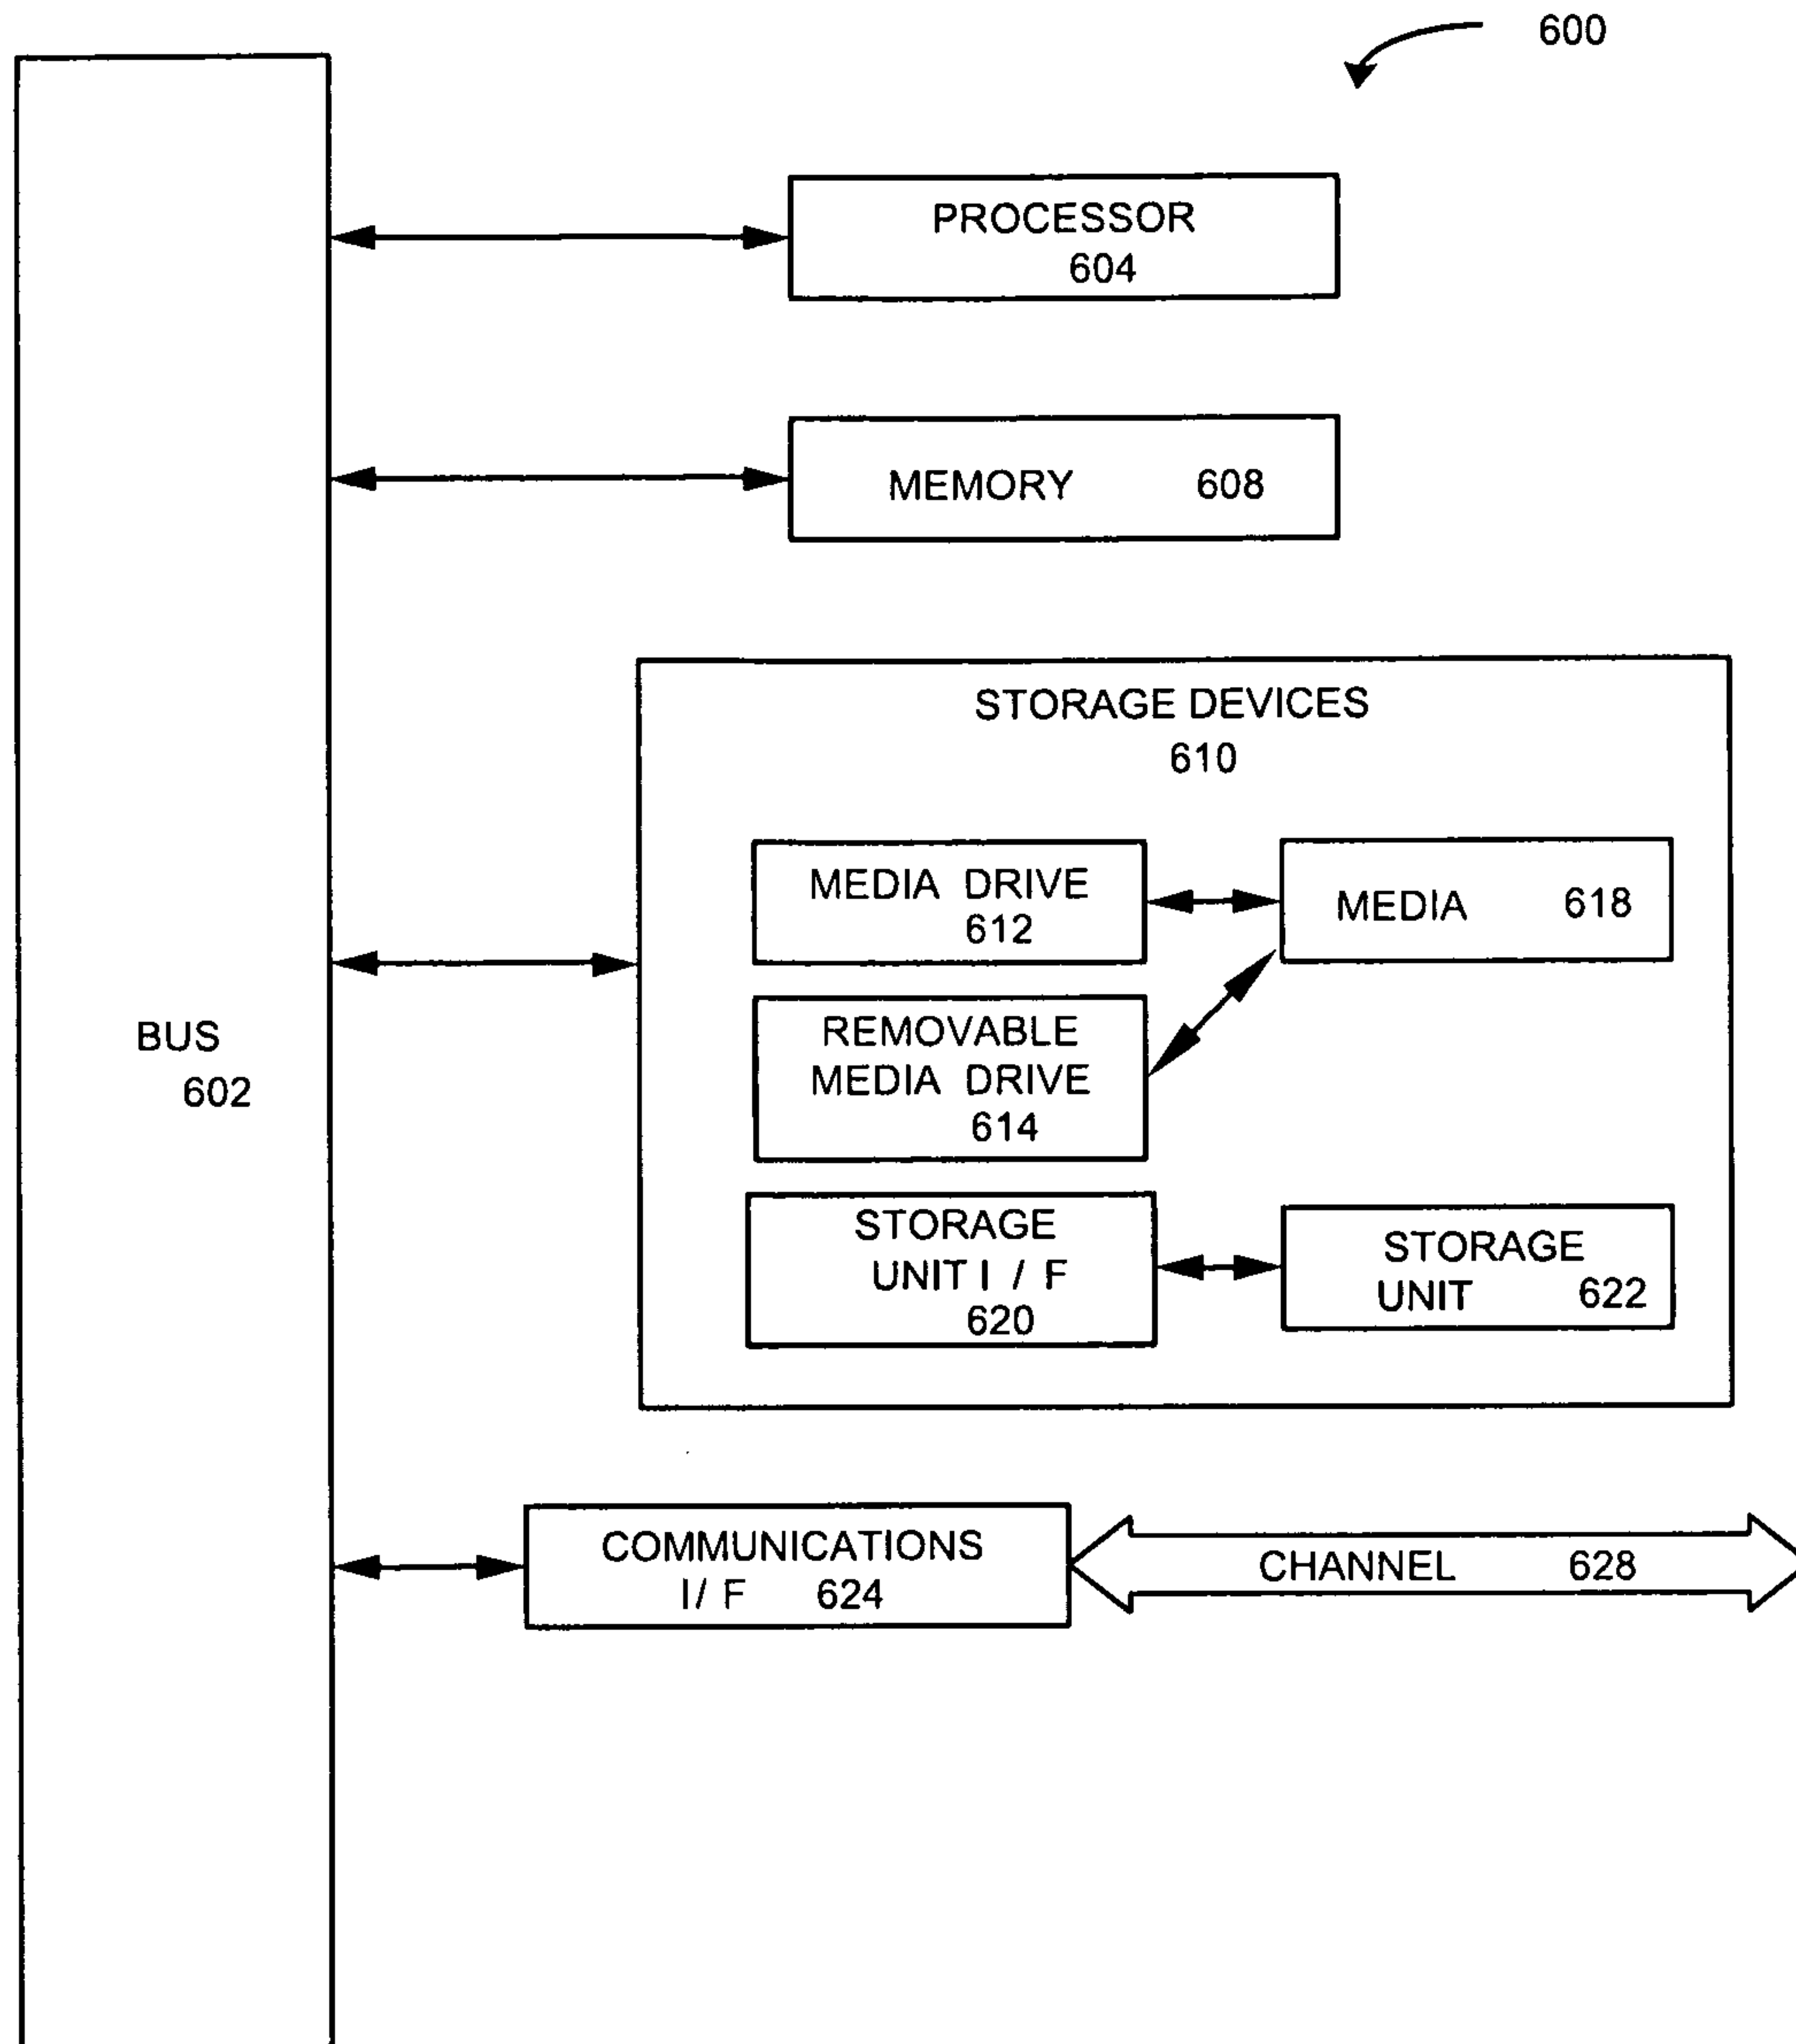 600
PROCESSOR
604
MEMORY 608
STORAGE DEVICES
610
MEDIA DRIVE
612
MEDIA 618
REMOVABLE
MEDIA DRIVE
614
BUS
602
STORAGE
UNIT I / F
620
STORAGE
UNIT 622
COMMUNICATIONS
I/ F 624
CHANNEL 628